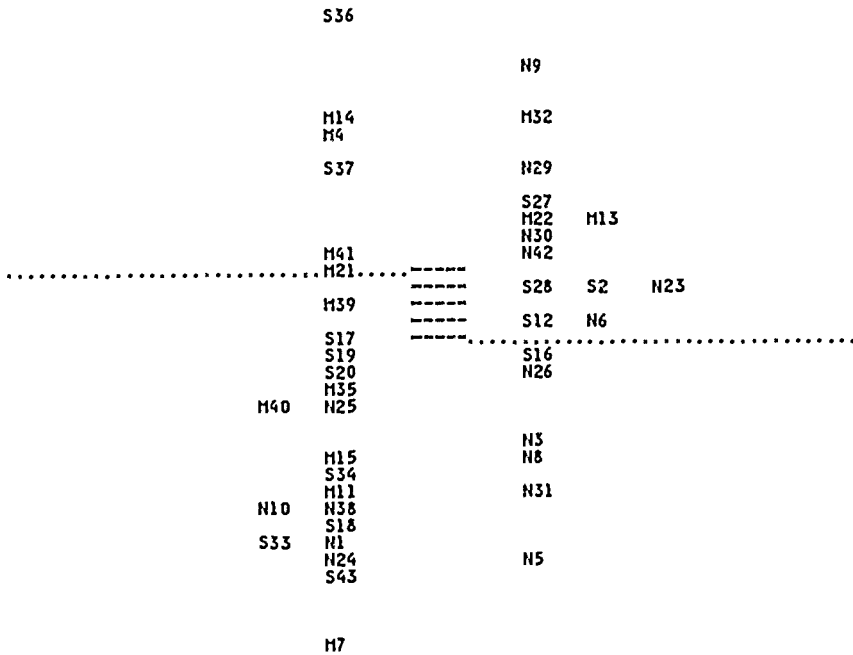 S36
N9
M14 M32
M4
S37 N29
S27
M22 M13
N30
M41 N42
M21
S28 S2 N23
M39
S12 N6
S17
S19 S16
S20 N26
M35
M40 N25
N3
M15 N8
S34
M11 N31
N10 N38
S18
S33 N1
N24 N5
S43
M7